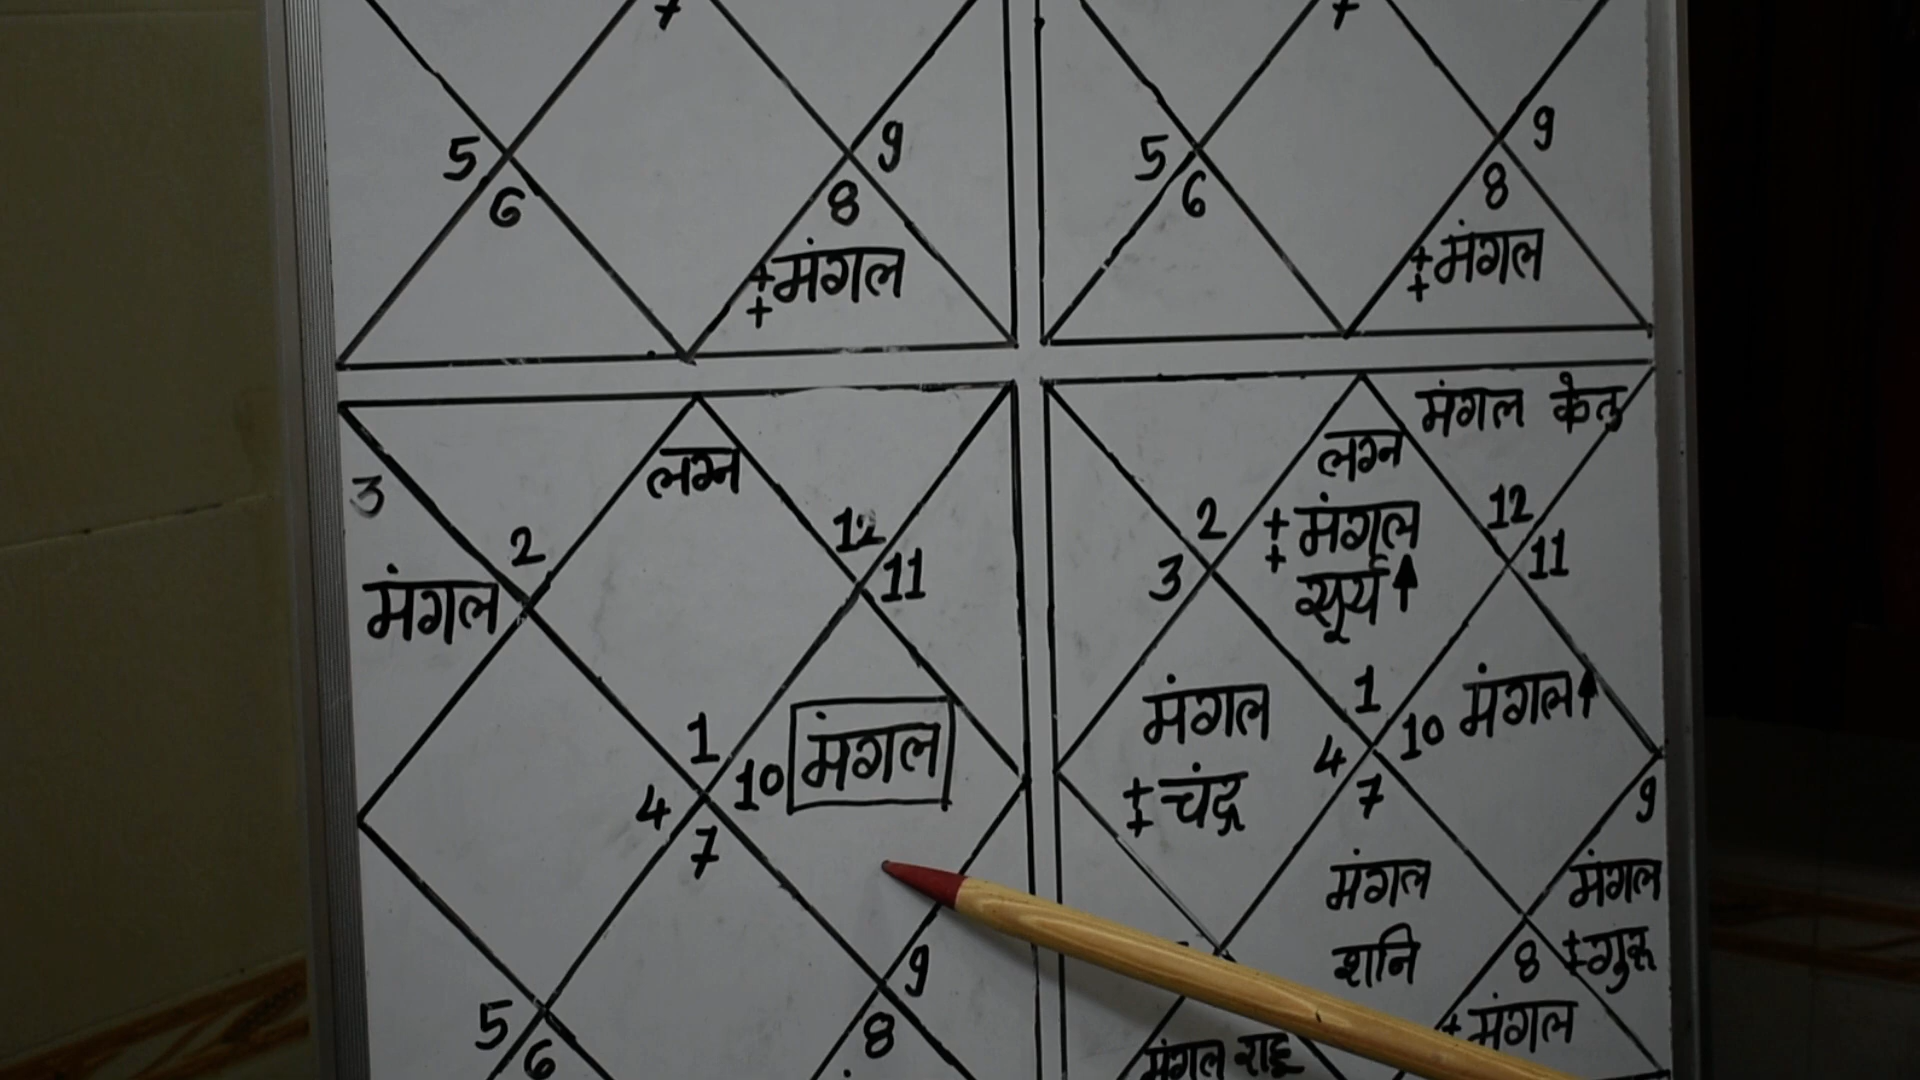 7
5
6
9
8
++ मंगल
7
5
6
9
8
++ मंगल
लग्न
3
2
12
11
मंगल
1
10 मंगल
4
7
9
5
6
8
मंगल केतु
लग्न
2
++ मंगल
12
3
सूर्य↑
11
मंगल
1
10 मंगल↑
4
++ चंद्र
7
9
मंगल
मंगल
शनि
8
++ गुरू
+ मंगल
मंगल राहू